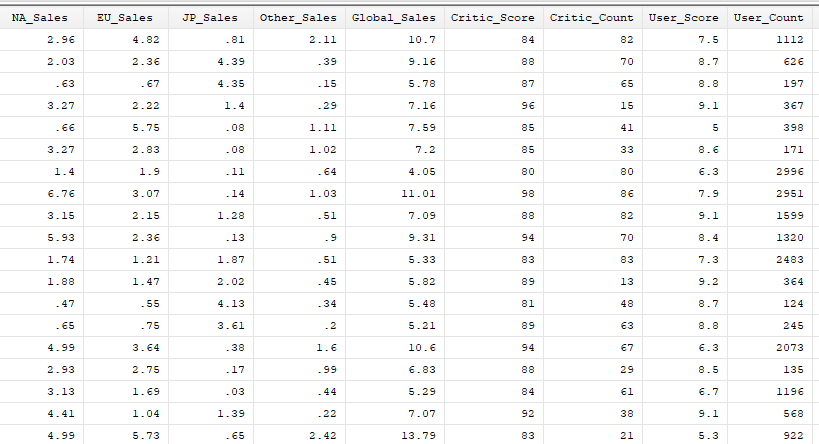 NA_Sales EU_Sales JP_Sales Other_Sales Global_Sales Critic_Score Critic_Count User_Score User_Count
2.96 4.82 .81 2.11 10.7 84 82 7.5 1112
2.03 2.36 4.39 .39 9.16 88 70 8.7 626
.63 .67 4.35 .15 5.78 87 65 8.8 197
3.27 2.22 1.4 .29 7.16 96 15 9.1 367
.66 5.75 .08 1.11 7.59 85 41 5 398
3.27 2.83 .08 1.02 7.2 85 33 8.6 171
1.4 1.9 .11 .64 4.05 80 80 6.3 2996
6.76 3.07 .14 1.03 11.01 98 86 7.9 2951
3.15 2.15 1.28 .51 7.09 88 82 9.1 1599
5.93 2.36 .13 .9 9.31 94 70 8.4 1320
1.74 1.21 1.87 .51 5.33 83 83 7.3 2483
1.88 1.47 2.02 .45 5.82 89 13 9.2 364
.47 .55 4.13 .34 5.48 81 48 8.7 124
.65 .75 3.61 .2 5.21 89 63 8.8 245
4.99 3.64 .38 1.6 10.6 94 67 6.3 2073
2.93 2.75 .17 .99 6.83 88 29 8.5 135
3.13 1.69 .03 .44 5.29 84 61 6.7 1196
4.41 1.04 1.39 .22 7.07 92 38 9.1 568
4.99 5.73 .65 2.42 13.79 83 21 5.3 922